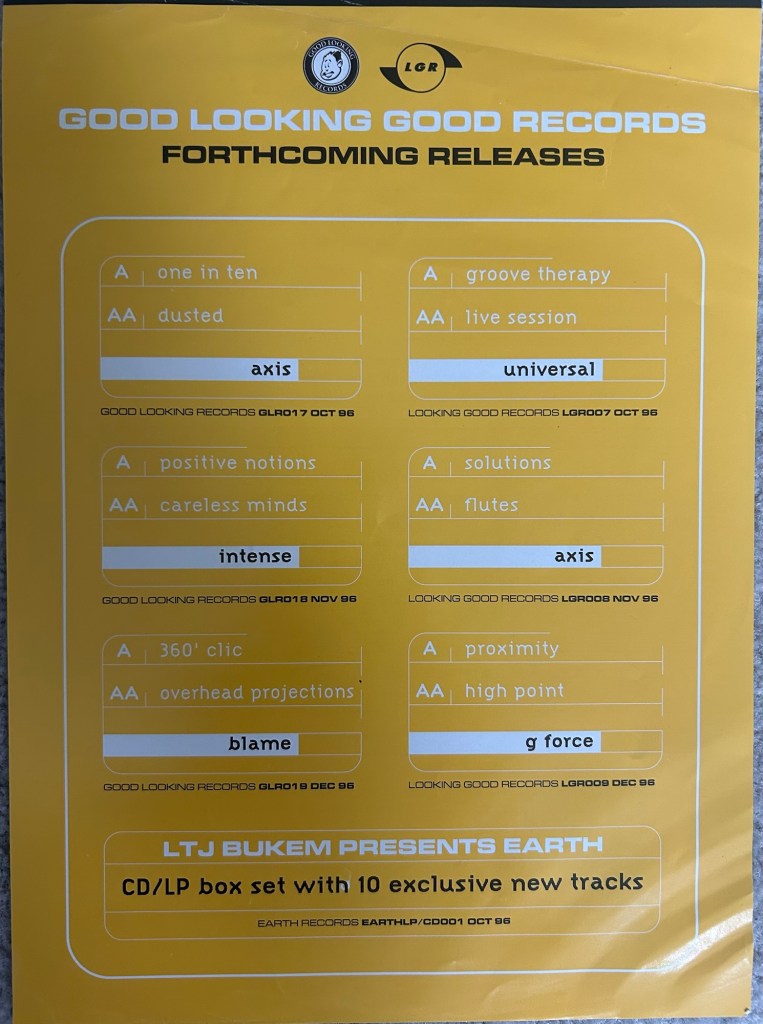 GOOD LOOKING
RECORDS
LGR
GOOD LOOKING GOOD RECORDS
FORTHCOMING RELEASES
A one in ten
AA dusted
axis
GOOD LOOKING RECORDS GLR017 OCT 96
A groove therapy
AA live session
universal
LOOKING GOOD RECORDS LGR007 OCT 96
A positive notions
AA careless minds
intense
GOOD LOOKING RECORDS GLR018 NOV 96
A solutions
AA flutes
axis
LOOKING GOOD RECORDS LGR008 NOV 96
A 360' clic
AA overhead projections
blame
GOOD LOOKING RECORDS GLR019 DEC 96
A proximity
AA high point
g force
LOOKING GOOD RECORDS LGR009 DEC 96
LTJ BUKEM PRESENTS EARTH
CD/LP box set with 10 exclusive new tracks
EARTH RECORDS EARTHLP/CD001 OCT 96